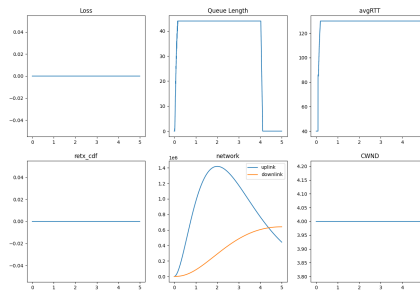 Loss
Queue Length
avgRTT
0.04
0.02
0.00
−0.02
−0.04
0 1 2 3 4 5
40
30
20
10
0
0 1 2 3 4 5
120
100
80
60
40
0 1 2 3 4
retx_cdf
network
CWND
0.04
0.02
0.00
−0.02
−0.04
0 1 2 3 4 5
1e6
1.4
1.2
1.0
0.8
0.6
0.4
0.2
0.0
uplink
downlink
0 1 2 3 4 5
4.20
4.15
4.10
4.05
4.00
3.95
3.90
3.85
3.80
0 1 2 3 4